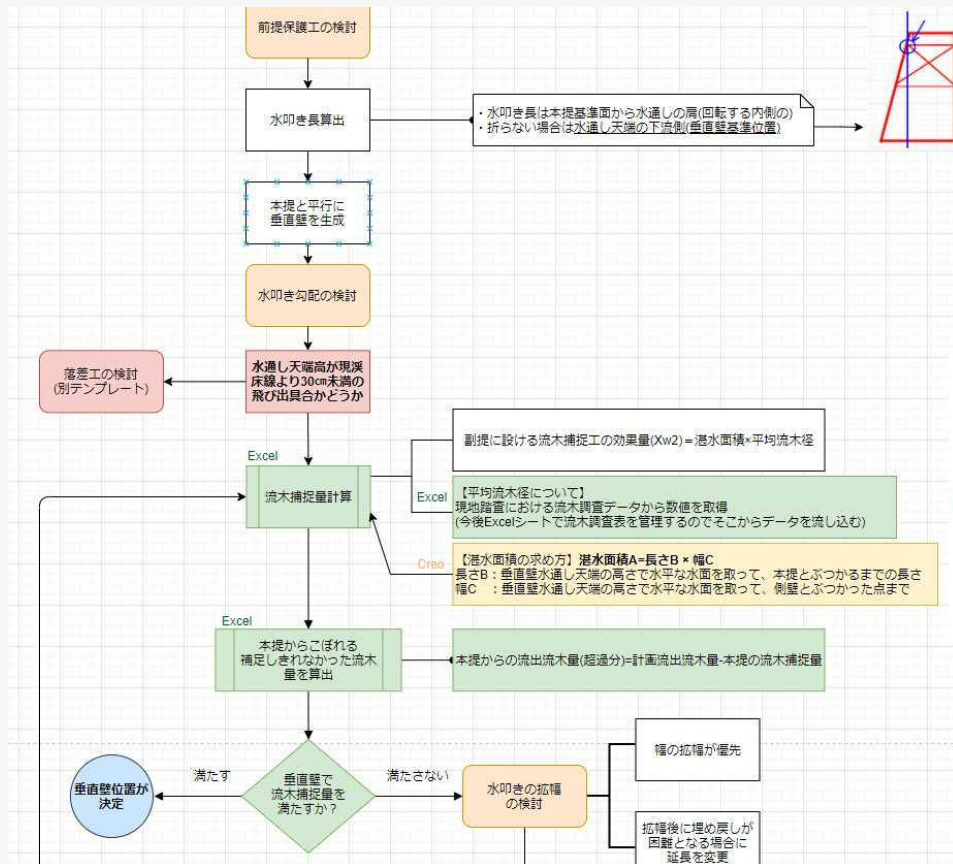 前提保護工の検討
水叩き長算出
・水叩き長は本提基準面から水通しの肩(回転する内側の)
・折らない場合は水通し天端の下流側(垂直壁基準位置)
本提と平行に
垂直壁を生成
水叩き勾配の検討
水通し天端高が現渓
床線より30㎝未満の
飛び出具合かどうか
落差工の検討
(別テンプレート)
副提に設ける流木捕捉工の効果量(Xw2)＝湛水面積×平均流木径
Excel
流木捕捉量計算
Excel
【平均流木径について】
現地踏査における流木調査データから数値を取得
(今後Excelシートで流木調査表を管理するのでそこからデータを流し込む)
Creo
【湛水面積の求め方】湛水面積A=長さB × 幅C
長さB：垂直壁水通し天端の高さで水平な水面を取って、本提とぶつかるまでの長さ
幅C ：垂直壁水通し天端の高さで水平な水面を取って、側壁とぶつかった点まで
Excel
本提からこぼれる
補足しきれなかった流木
量を算出
本提からの流出流木量(超過分)=計画流出流木量-本提の流木捕捉量
幅の拡幅が優先
垂直壁位置が
決定
満たす
垂直壁で
流木捕捉量を
満たすか？
満たさない
水叩きの拡幅
の検討
拡幅後に埋め戻しが
困難となる場合に
延長を変更